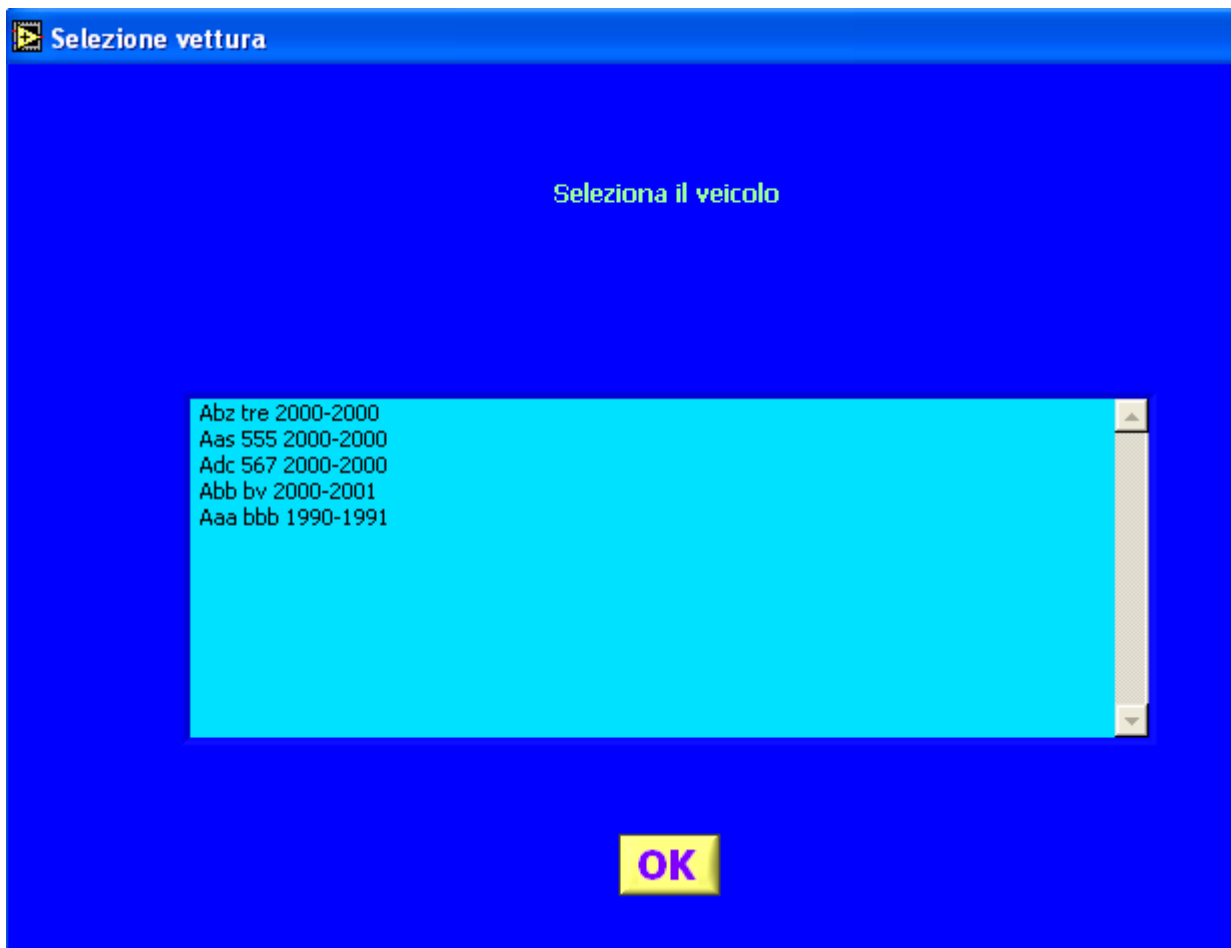 Selezione vettura
Seleziona il veicolo
Abz tre 2000-2000
Aas 555 2000-2000
Adc 567 2000-2000
Abb bv 2000-2001
Aaa bbb 1990-1991
OK